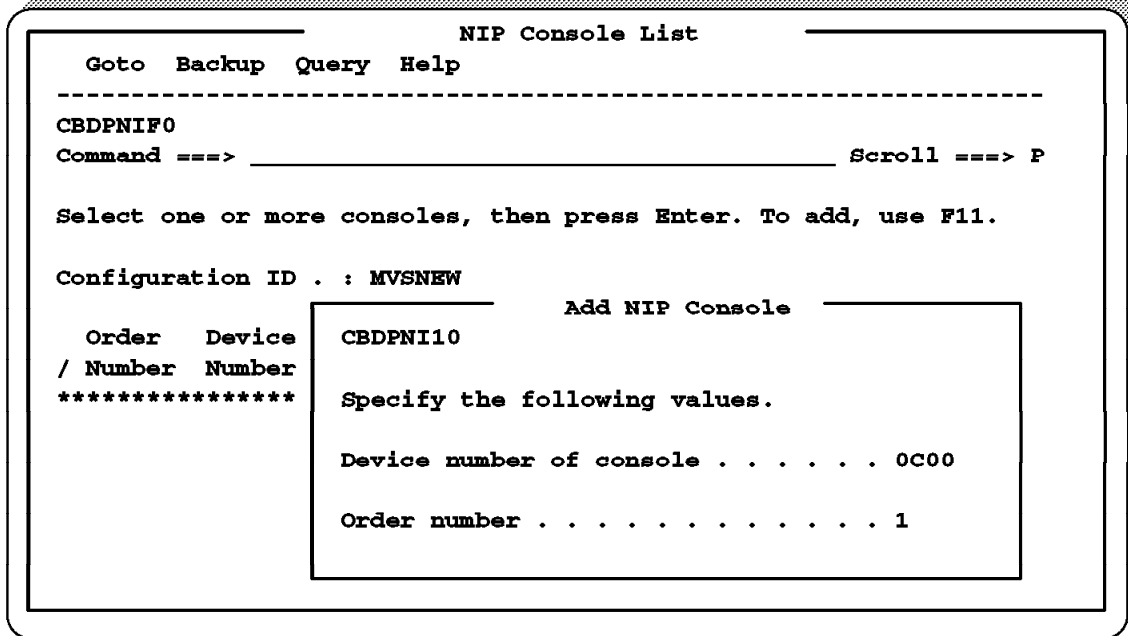 NIP Console List
Goto Backup Query Help
----------------------------------------------------------------
CBDPNIF0
Command ===> _______________________________________ Scroll ===> P
Select one or more consoles, then press Enter. To add, use F11.
Configuration ID . : MVSNEW
Add NIP Console
Order Device CBDPNI10
/ Number Number
**************** Specify the following values.
Device number of console . . . . . . 0C00
Order number . . . . . . . . . . . . 1